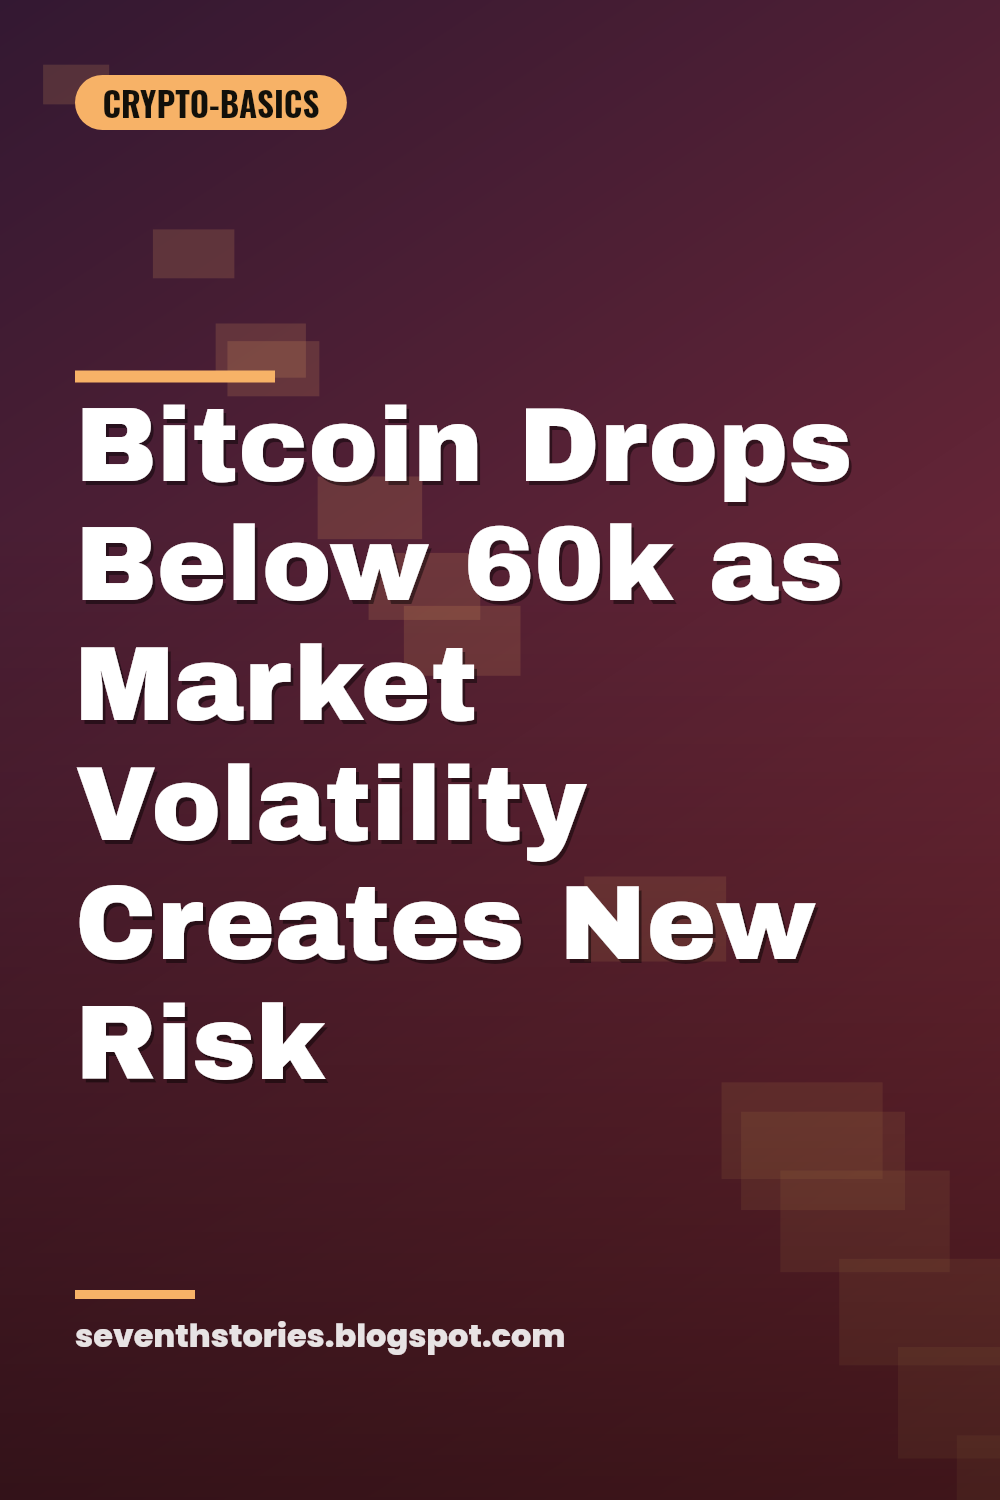 CRYPTO-BASICS
Bitcoin Drops
Below 60k as
Market
Volatility
Creates New
Risk
seventhstories.blogspot.com